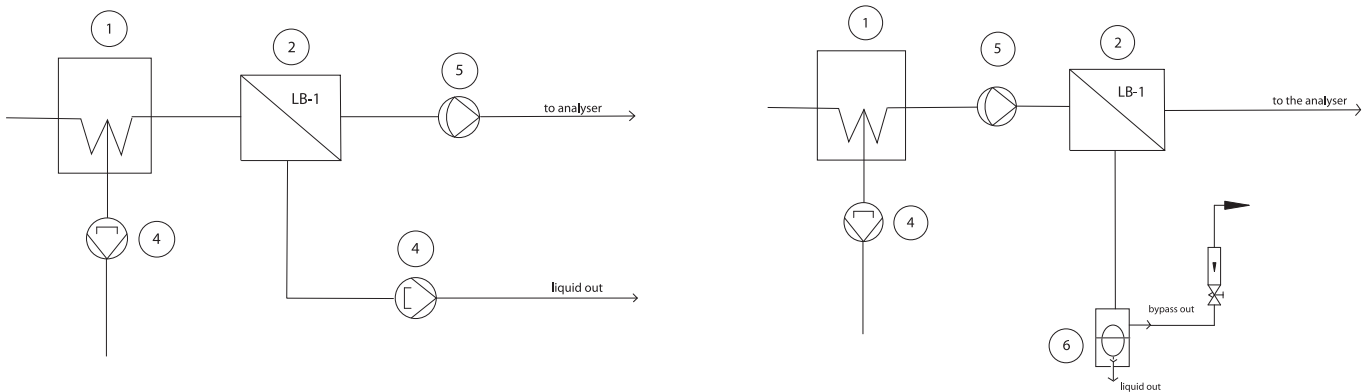 1
2
5
LB-1
to analyser
4
4
liquid out
1
5
2
LB-1
to the analyser
4
bypass out
6
liquid out